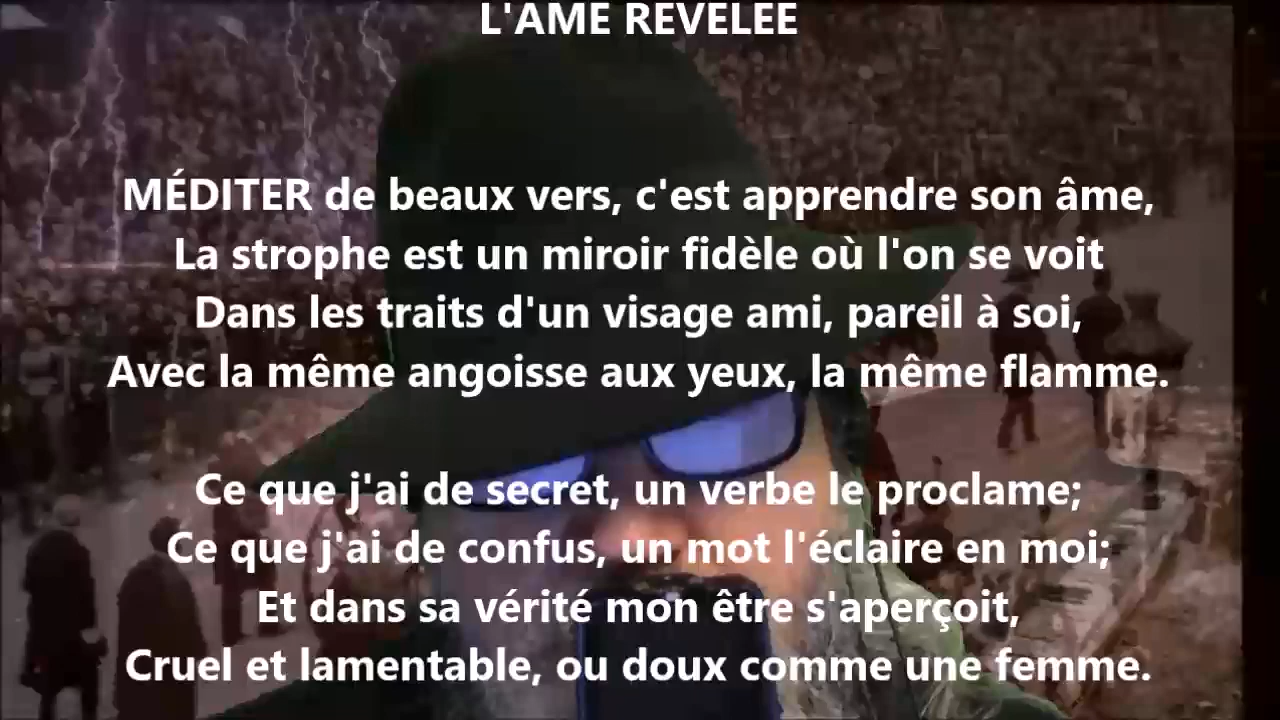 L'AME REVELEE
MÉDITER de beaux vers, c'est apprendre son âme,
La strophe est un miroir fidèle où l'on se voit
Dans les traits d'un visage ami, pareil à soi,
Avec la même angoisse aux yeux, la même flamme.
Ce que j'ai de secret, un verbe le proclame;
Ce que j'ai de confus, un mot l'éclaire en moi;
Et dans sa vérité mon être s'aperçoit,
Cruel et lamentable, ou doux comme une femme.